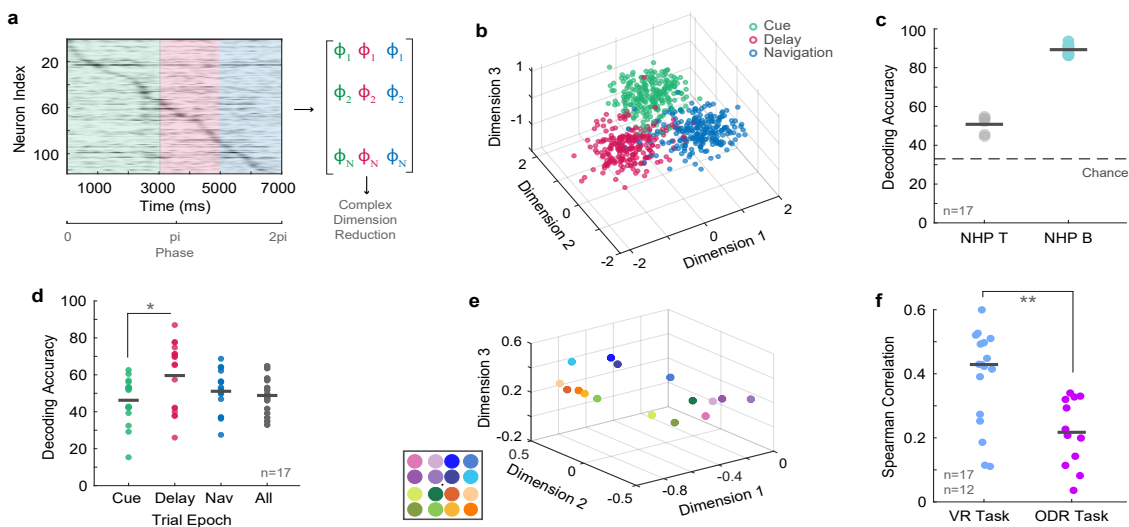 a
Neuron Index
20
60
100
1000 3000 5000 7000
Time (ms)
0 pi 2pi
Phase
ϕ1 ϕ1 ϕ1
ϕ2 ϕ2 ϕ2
ϕN ϕN ϕN
Complex
Dimension
Reduction
b
Cue
Delay
Navigation
Dimension 3
1
1
-1
2
0
-2
Dimension 2
-2
0
2
Dimension 1
c
Decoding Accuracy
100
80
60
40
20
0
Chance
n=17
NHP T NHP B
d
Decoding Accuracy
100
80
60
40
20
0
*
n=17
Cue Delay Nav All
Trial Epoch
e
Dimension 3
0.6
0.2
-0.2
0.5
0
-0.5
Dimension 2
-0.8
-0.4
0
Dimension 1
f
Spearman Correlation
0.6
0.4
0.2
0
**
n=17
n=12
VR Task ODR Task